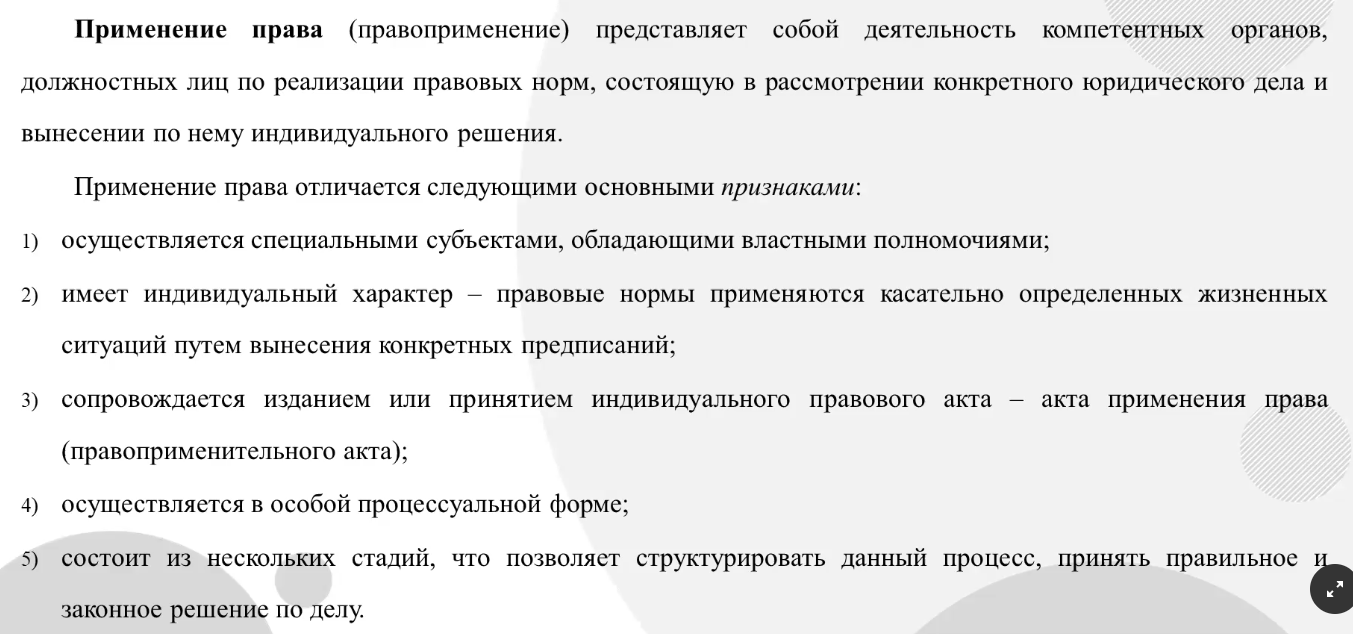 Применение права (правоприменение) представляет собой деятельность компетентных органов,
должностных лиц по реализации правовых норм, состоящую в рассмотрении конкретного юридического дела и
вынесении по нему индивидуального решения.
Применение права отличается следующими основными признаками:
1) осуществляется специальными субъектами, обладающими властными полномочиями;
2) имеет индивидуальный характер – правовые нормы применяются касательно определенных жизненных
ситуаций путем вынесения конкретных предписаний;
3) сопровождается изданием или принятием индивидуального правового акта – акта применения права
(правоприменительного акта);
4) осуществляется в особой процессуальной форме;
5) состоит из нескольких стадий, что позволяет структурировать данный процесс, принять правильное и
законное решение по делу.